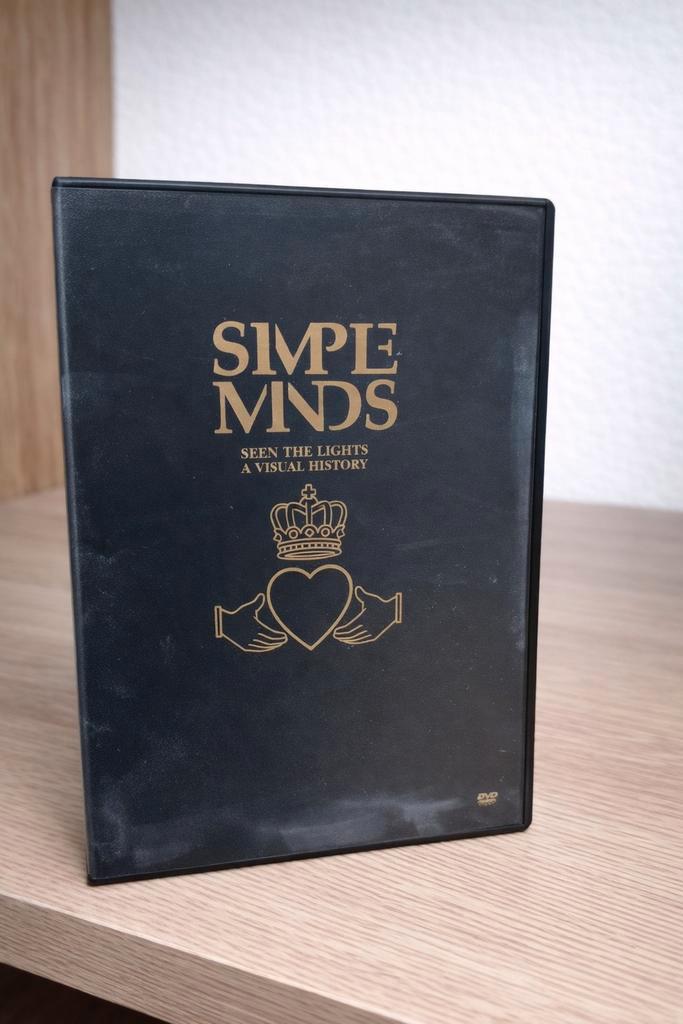 SIMPLE
MINDS
SEEN THE LIGHTS
A VISUAL HISTORY
DVD